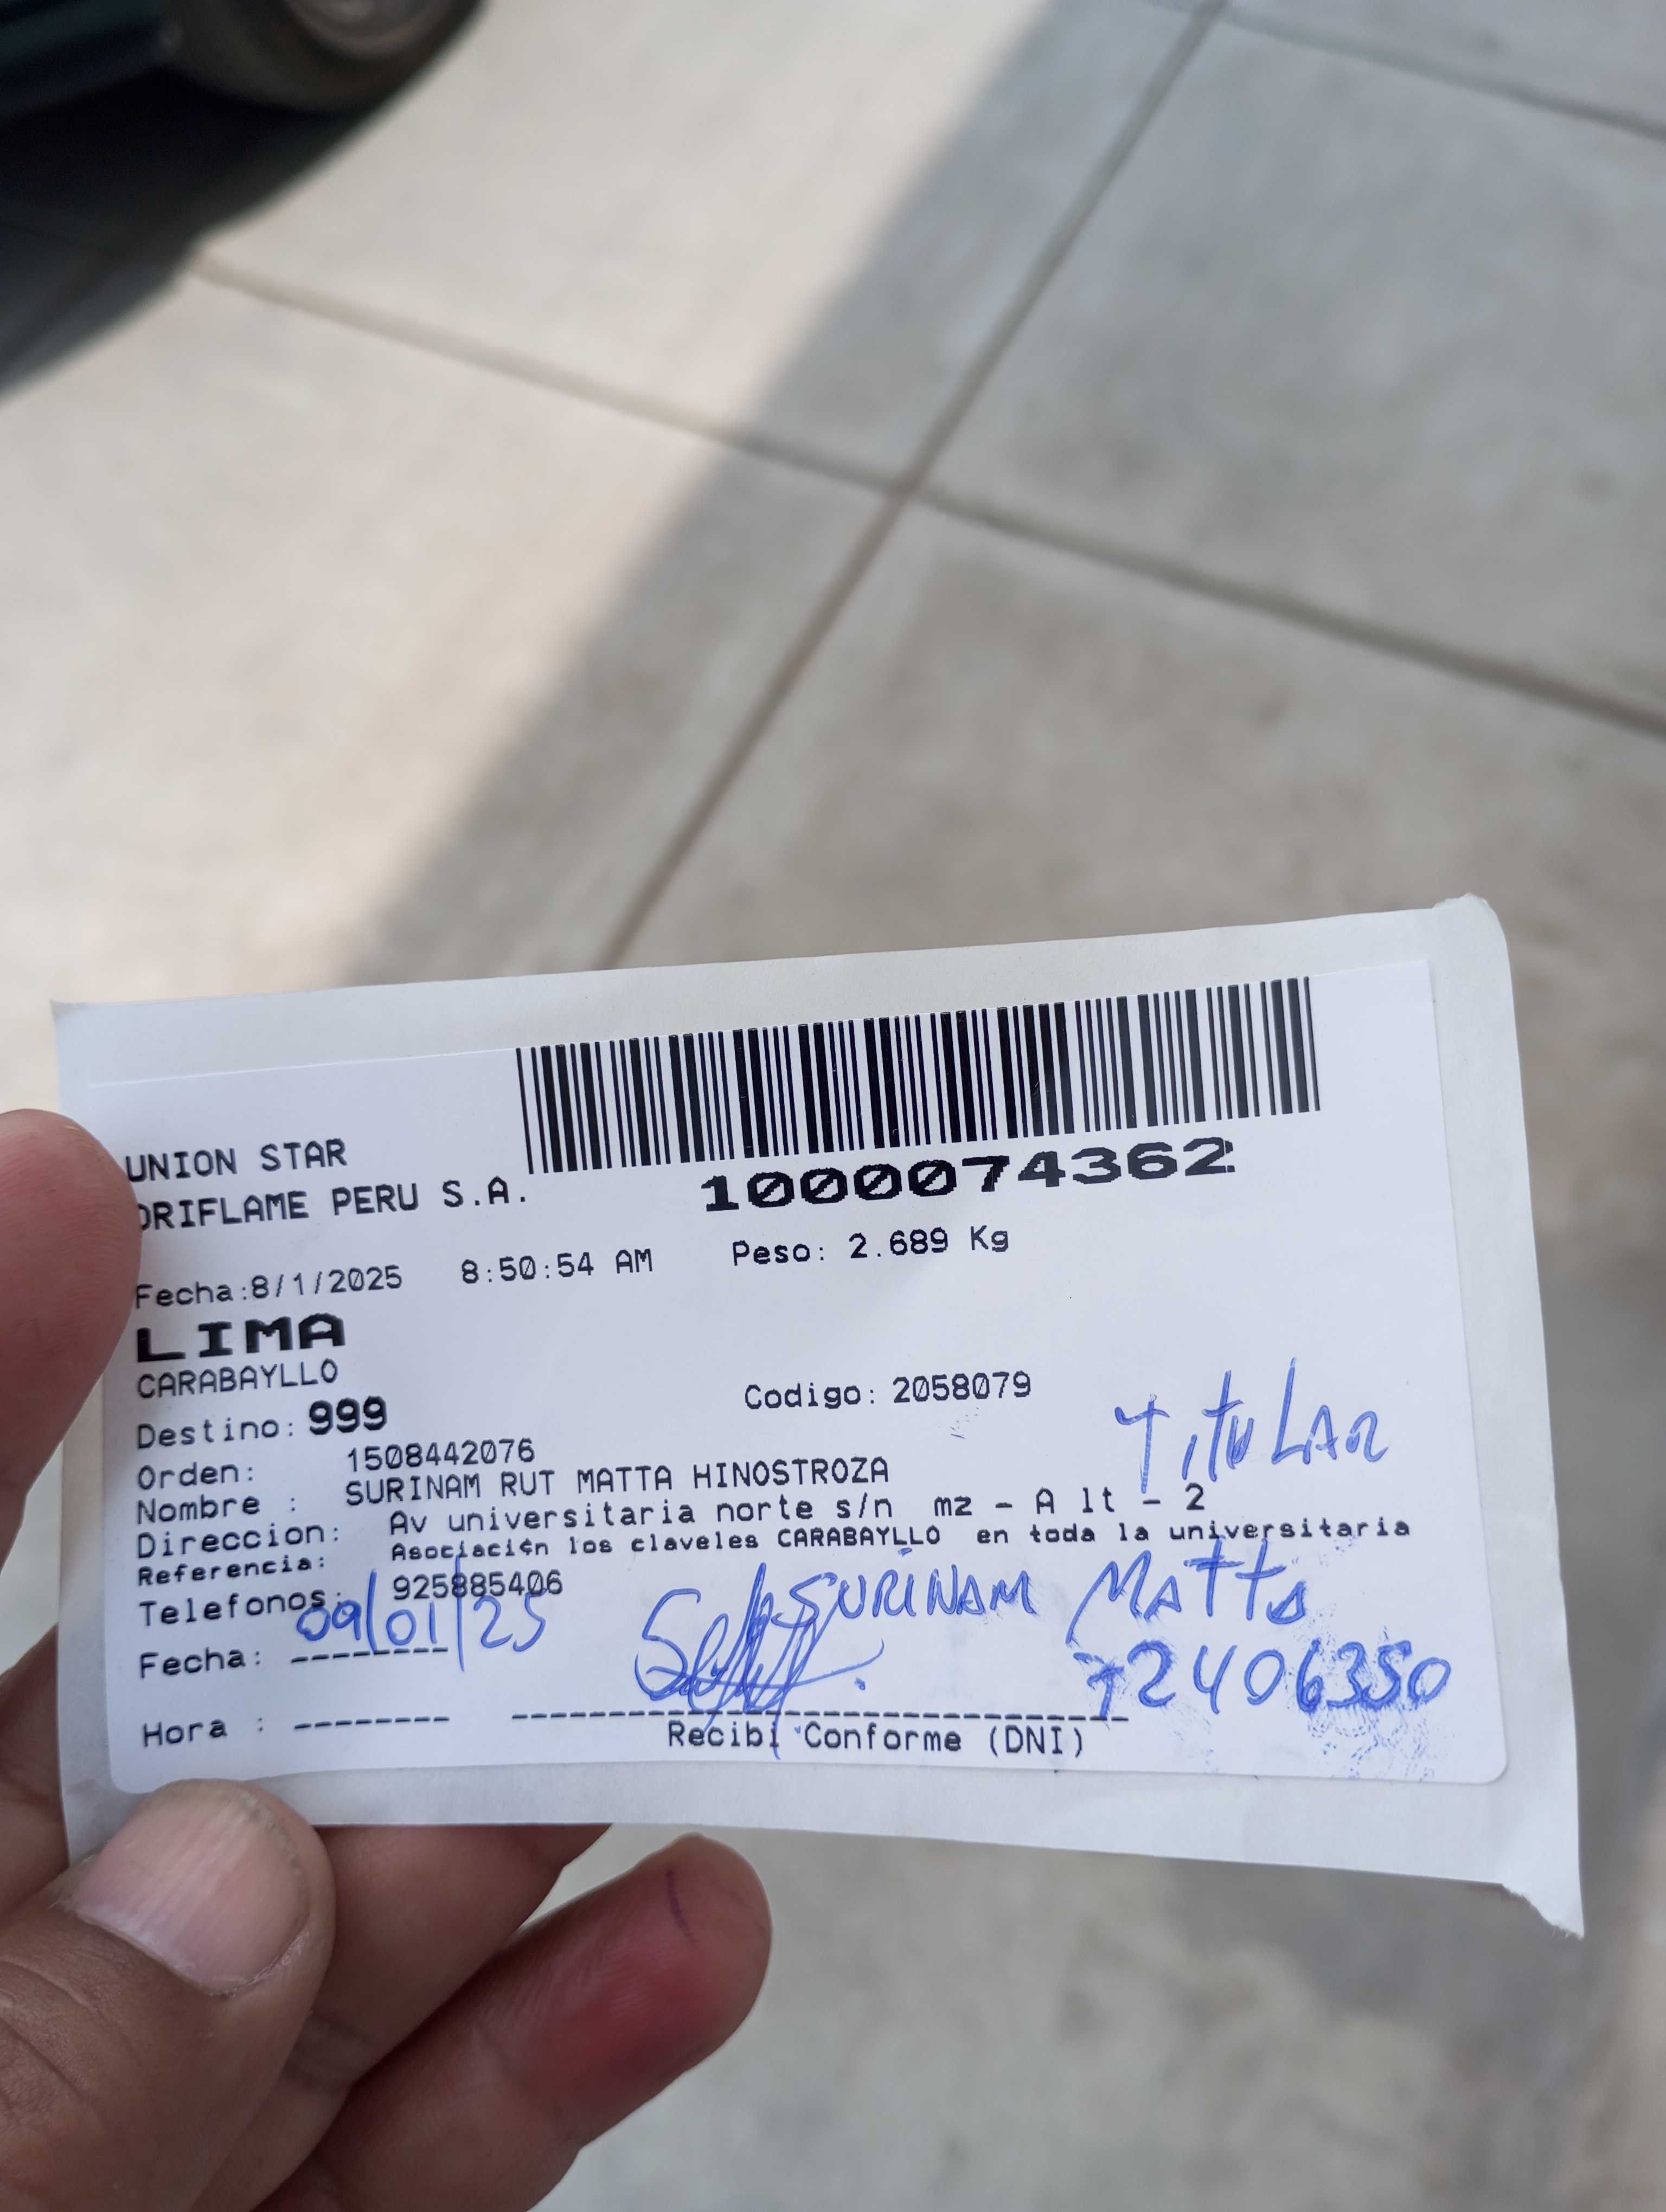 UNION STAR
ORIFLAME PERU S.A.
1000074362
Fecha:8/1/2025 8:50:54 AM Peso: 2.689 Kg
LIMA
CARABAYLLO
Destino: 999 Codigo: 2058079
TITULAR
Orden: 1508442076
Nombre : SURINAM RUT MATTA HINOSTROZA
Direccion: Av universitaria norte s/n mz - A lt - 2
Referencia: Asociación los claveles CARABAYLLO en toda la universitaria
Telefonos: 925885406
SURINAM MATTA
Fecha: 09/01/25
72406350
Hora :
Recibi Conforme (DNI)